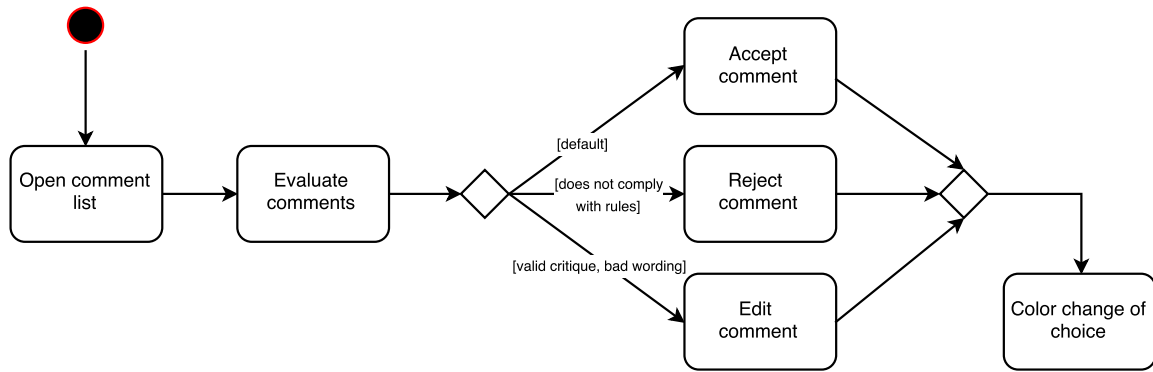 Open comment
list
Evaluate
comments
[default]
[does not comply
with rules]
[valid critique, bad wording]
Accept
comment
Reject
comment
Edit
comment
Color change of
choice